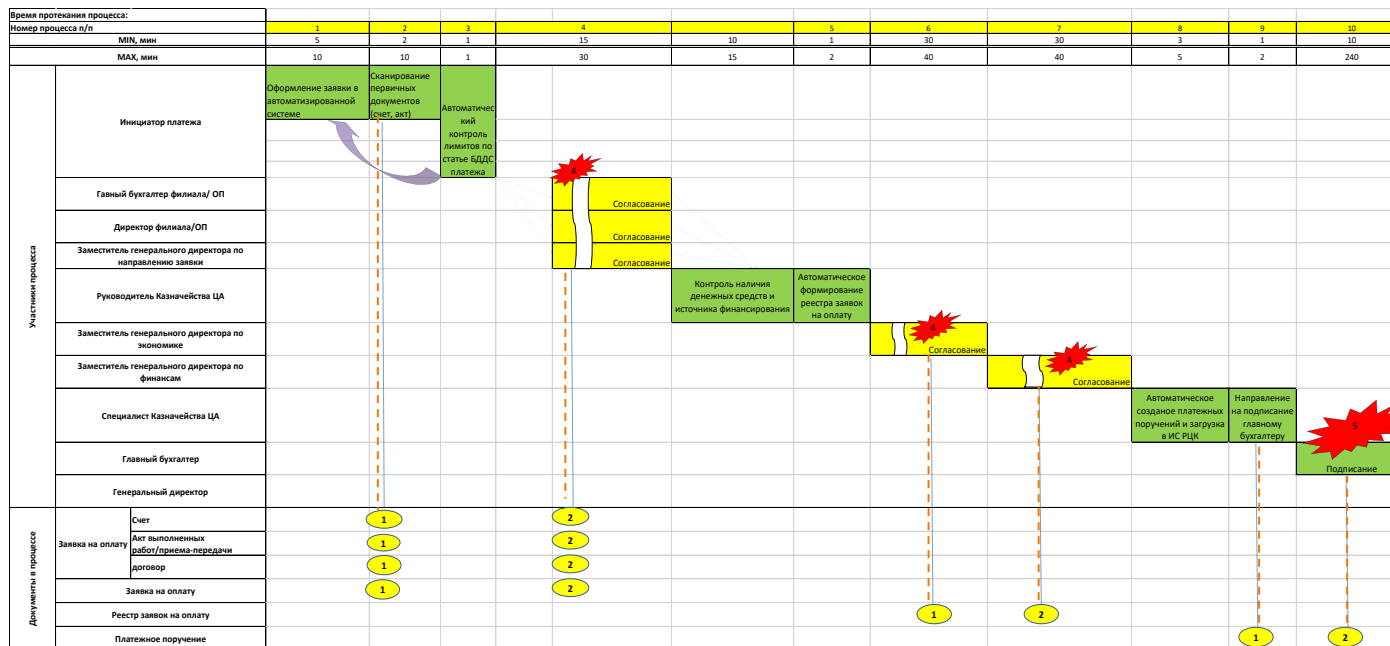 Время протекания процесса:
Номер процесса п/п 1 2 3 4 5 6 7 8 9 10
MIN, мин 5 2 1 15 10 1 30 30 3 1 10
MAX, мин 10 10 1 30 15 2 40 40 5 2 240
Участники процесса
Инициатор платежа
Оформление заявки в
автоматизированной
системе
Сканирование
первичных
документов
(счет, акт)
Автоматичес
кий
контроль
лимитов по
статье БДДС
платежа
4
Гавный бухгалтер филиала/ ОП
Согласование
Директор филиала/ОП
Согласование
Заместитель генерального директора по
направлению заявки
Согласование
Руководитель Казначейства ЦА
Контроль наличия
денежных средств и
источника финансирования
Автоматическое
формирование
реестра заявок
на оплату
Заместитель генерального директора по
экономике
4
Согласование
Заместитель генерального директора по
финансам
4
Согласование
Специалист Казначейства ЦА
Автоматическое
созданое платежных
поручений и загрузка
в ИС РЦК
Направление
на подписание
главному
бухгалтеру
5
Главный бухгалтер
Подписание
Генеральный директор
Документы в процессе
Заявка на оплату
Счет
1 2
Акт выполненных
работ/приема-передачи
1 2
договор
1 2
Заявка на оплату
1 2
Реестр заявок на оплату
1 2
Платежное поручение
1 2